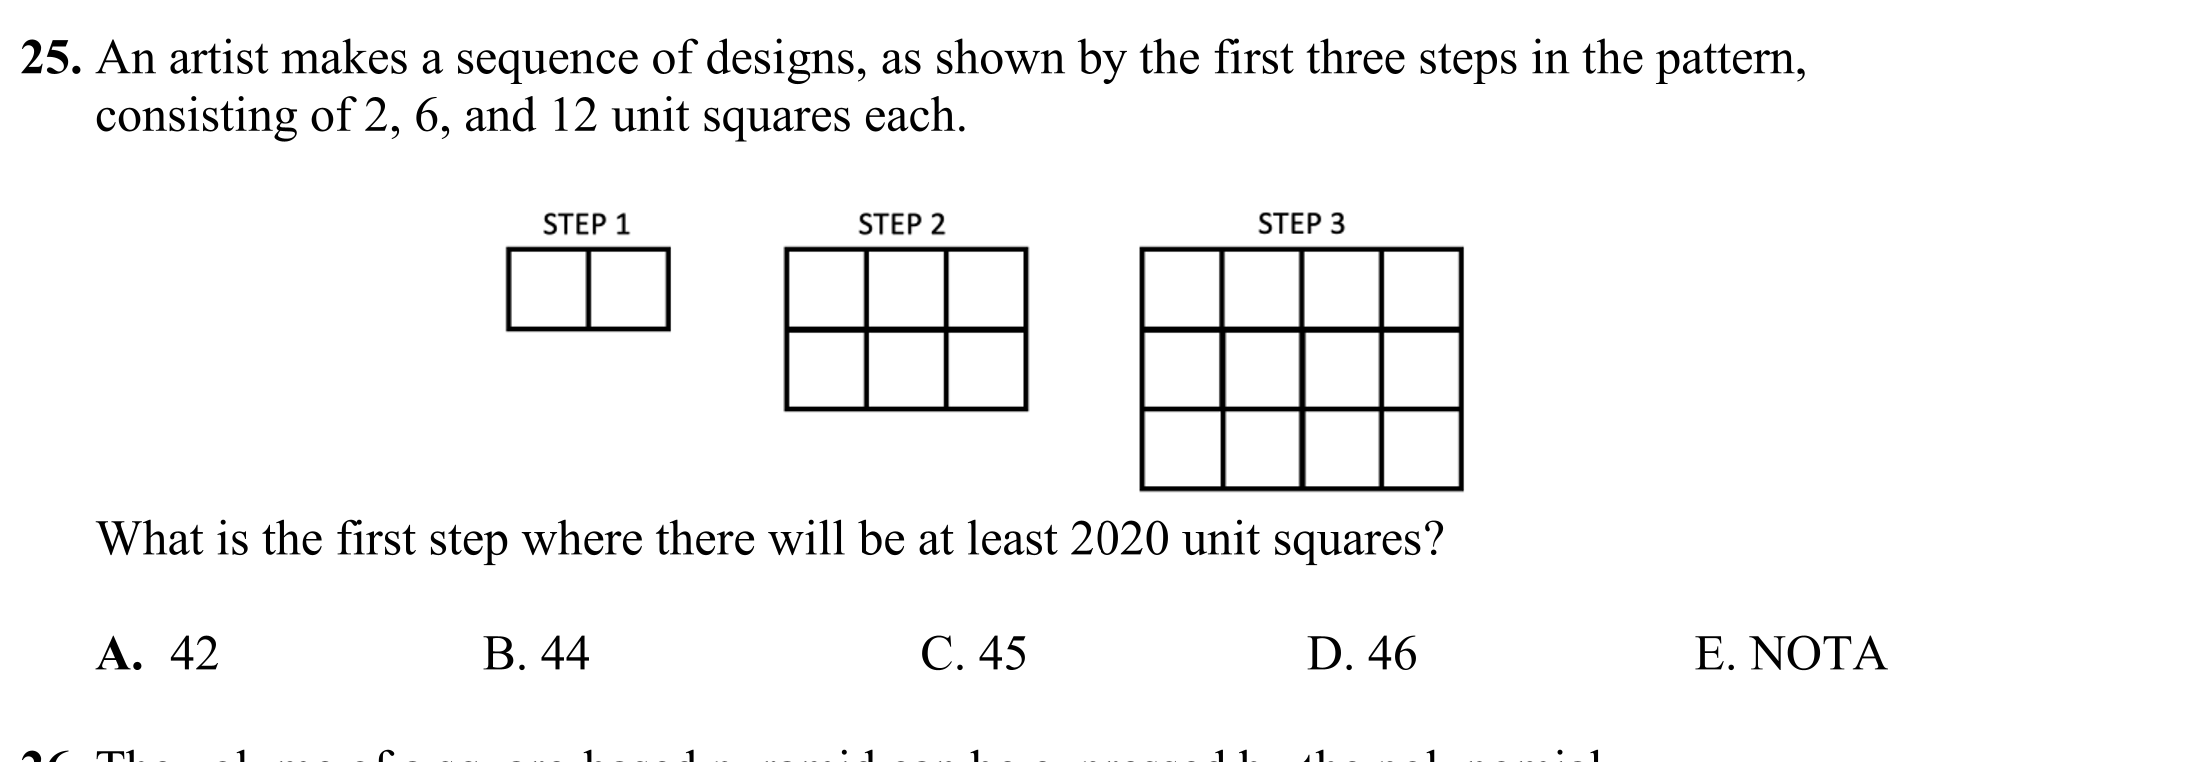 25. An artist makes a sequence of designs, as shown by the first three steps in the pattern,
consisting of 2, 6, and 12 unit squares each.
STEP 1 STEP 2 STEP 3
What is the first step where there will be at least 2020 unit squares?
A. 42 B. 44 C. 45 D. 46 E. NOTA